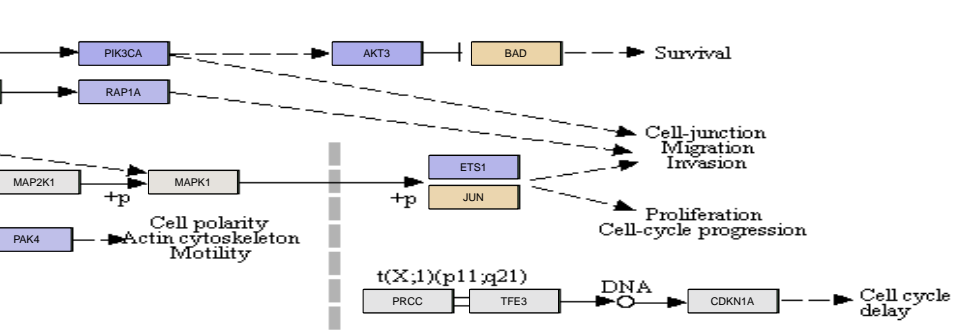 PIK3CA
AKT3
BAD
Survival
RAP1A
Cell-junction
Migration
Invasion
ETS1
MAP2K1
+p
MAPK1
+p
JUN
Proliferation
Cell-cycle progression
PAK4
Cell polarity
Actin cytoskeleton
Motility
t(X;1)(p11;q21)
PRCC
TFE3
DNA
CDKN1A
Cell cycle
delay